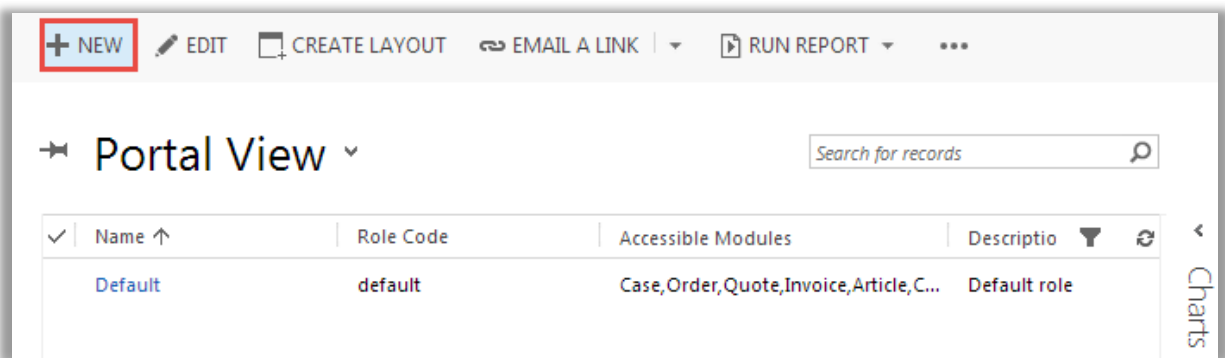 NEW EDIT CREATE LAYOUT EMAIL A LINK RUN REPORT
Portal View
Search for records
Name Role Code Accessible Modules Descriptio
Default default Case,Order,Quote,Invoice,Article,C... Default role
Charts